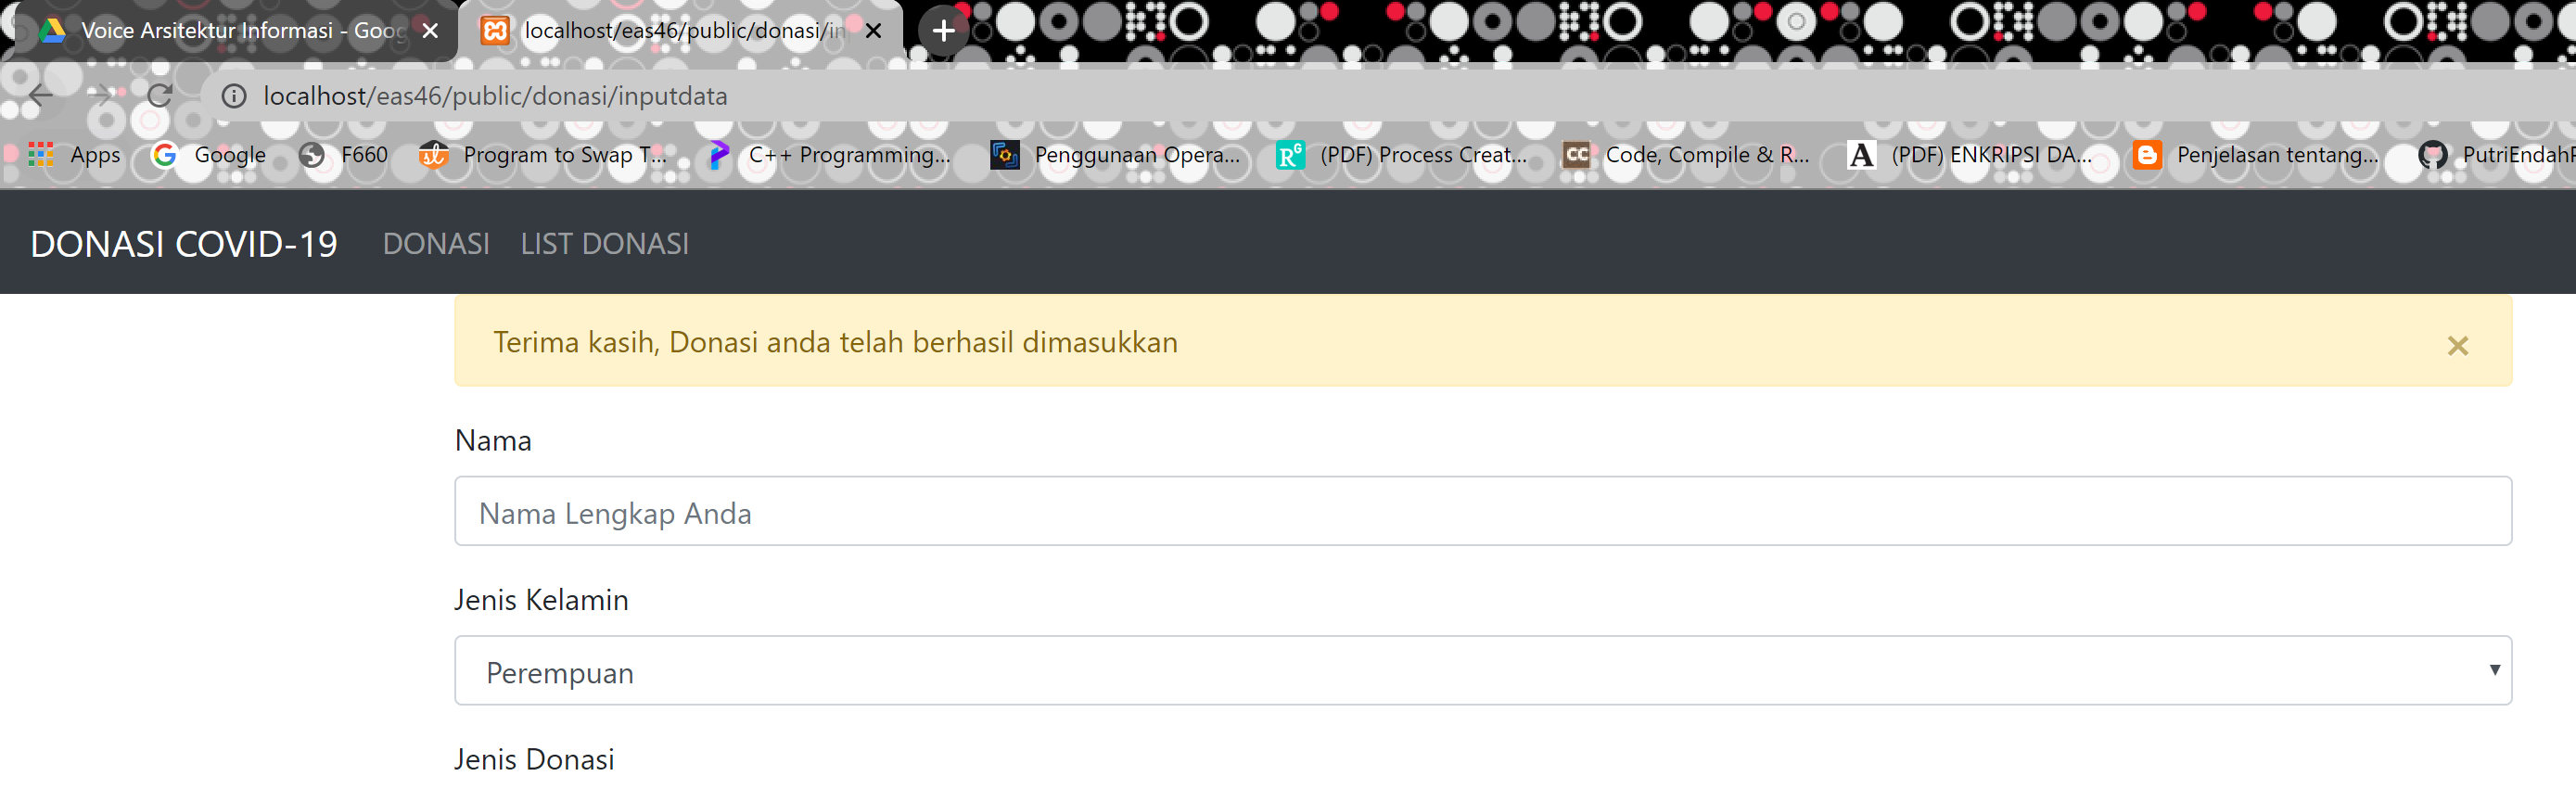 Voice Arsitektur Informasi - Goog
localhost/eas46/public/donasi/in
localhost/eas46/public/donasi/inputdata
Apps Google F660 Program to Swap T... C++ Programming... Penggunaan Opera... (PDF) Process Creat... Code, Compile & R... (PDF) ENKRIPSI DA... Penjelasan tentang... PutriEndahP
DONASI COVID-19 DONASI LIST DONASI
Terima kasih, Donasi anda telah berhasil dimasukkan
Nama
Nama Lengkap Anda
Jenis Kelamin
Perempuan
Jenis Donasi